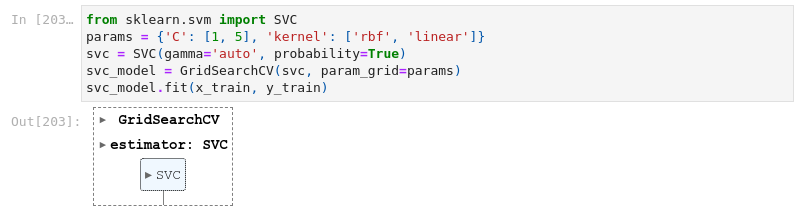 In [203…
from sklearn.svm import SVC
params = {'C': [1, 5], 'kernel': ['rbf', 'linear']}
svc = SVC(gamma='auto', probability=True)
svc_model = GridSearchCV(svc, param_grid=params)
svc_model.fit(x_train, y_train)
Out[203]:
▸ GridSearchCV
▸ estimator: SVC
▸ SVC